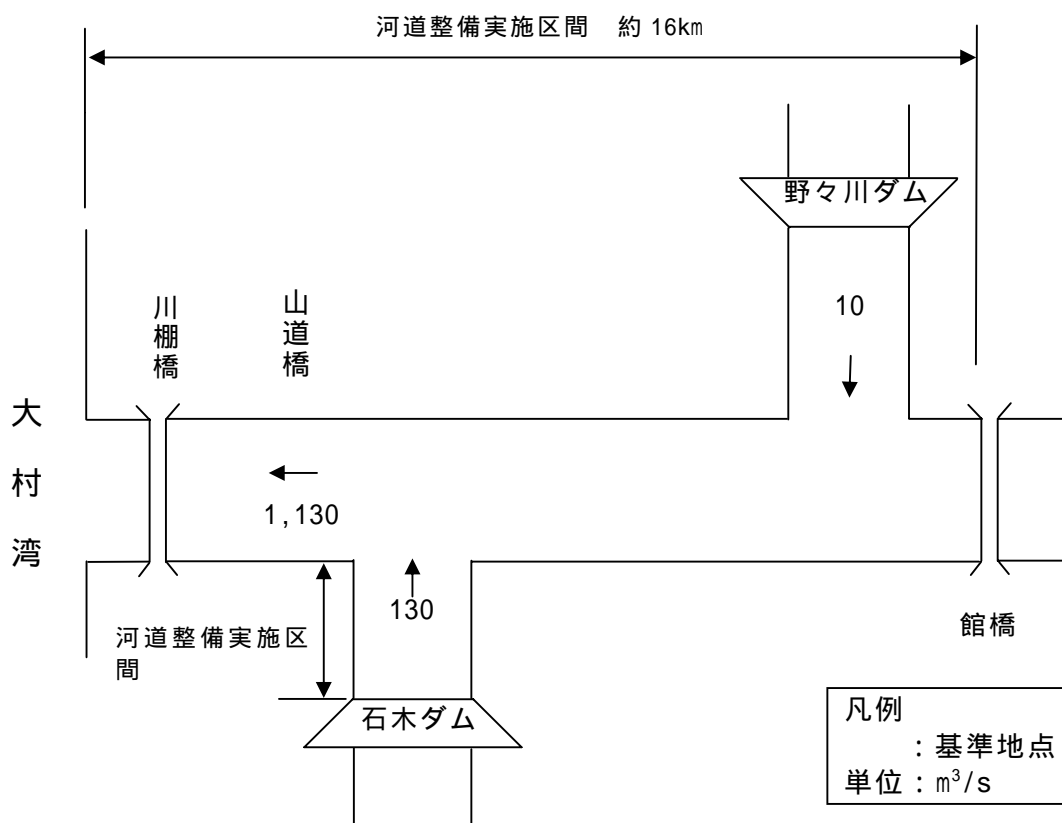 河道整備実施区間　約 16km
野々川ダム
川棚橋
山道橋
10
大村湾
1,130
130
河道整備実施区
間
館橋
石木ダム
凡例
：基準地点
単位：m³/s